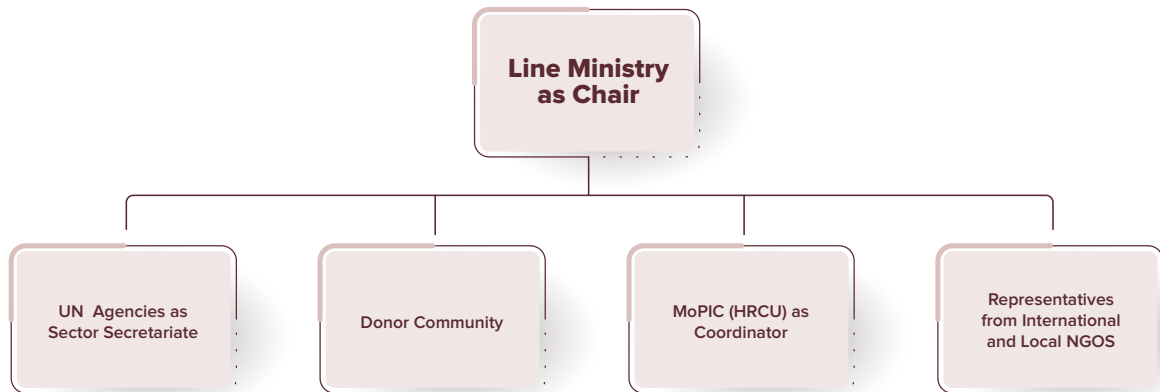 Line Ministry
as Chair
UN Agencies as
Sector Secretariate
Donor Community
MoPIC (HRCU) as
Coordinator
Representatives
from International
and Local NGOS